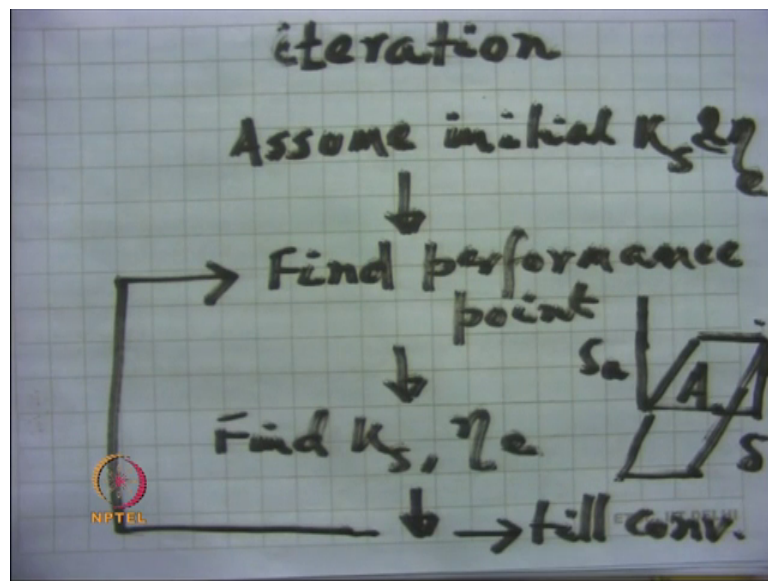 iteration
Assume initial Ks & ηe
Find performance
point
Sa
A
Find Ks, ηe
S
NPTEL
till conv.